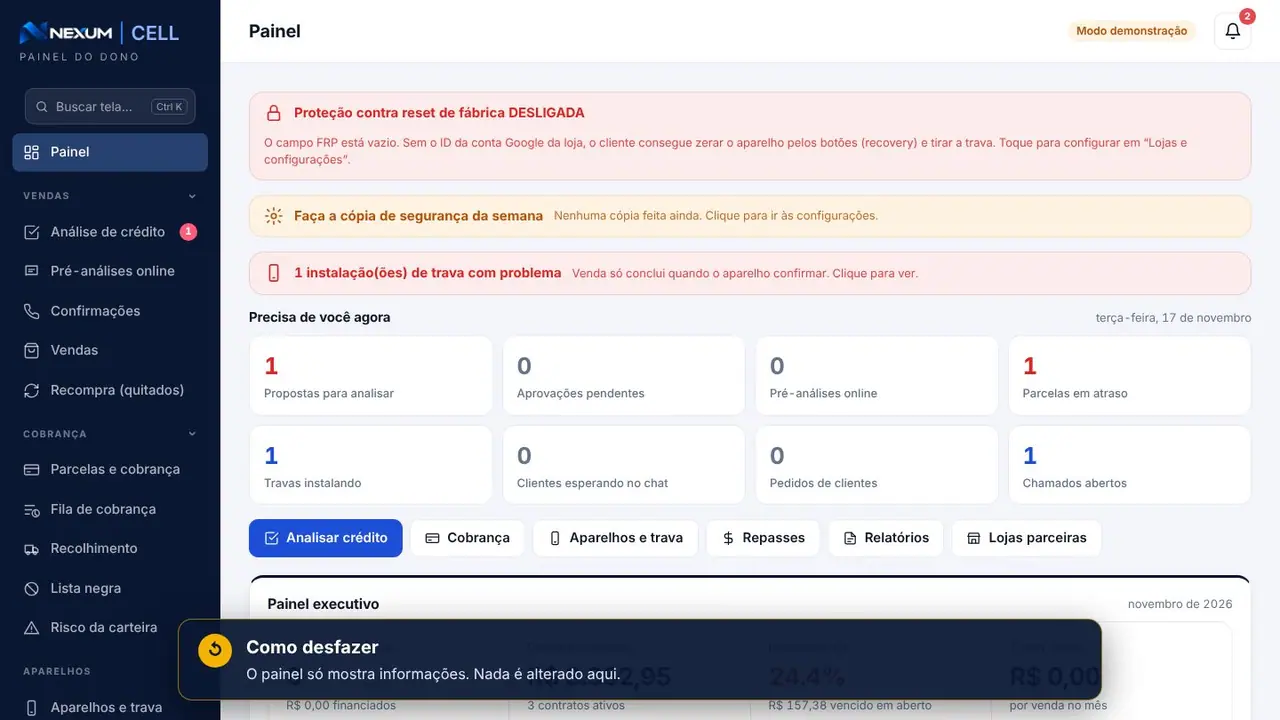 NEXUM | CELL
PAINEL DO DONO
Buscar tela... Ctrl K
Painel
VENDAS
Análise de crédito 1
Pré-análises online
Confirmações
Vendas
Recompra (quitados)
COBRANÇA
Parcelas e cobrança
Fila de cobrança
Recolhimento
Lista negra
Risco da carteira
APARELHOS
Aparelhos e trava
Painel
Modo demonstração
2
Proteção contra reset de fábrica DESLIGADA
O campo FRP está vazio. Sem o ID da conta Google da loja, o cliente consegue zerar o aparelho pelos botões (recovery) e tirar a trava. Toque para configurar em “Lojas e
configurações”.
Faça a cópia de segurança da semana Nenhuma cópia feita ainda. Clique para ir às configurações.
1 instalação(ões) de trava com problema Venda só conclui quando o aparelho confirmar. Clique para ver.
Precisa de você agora
terça-feira, 17 de novembro
1
Propostas para analisar
0
Aprovações pendentes
0
Pré-análises online
1
Parcelas em atraso
1
Travas instalando
0
Clientes esperando no chat
0
Pedidos de clientes
1
Chamados abertos
Analisar crédito
Cobrança
Aparelhos e trava
Repasses
Relatórios
Lojas parceiras
Painel executivo
novembro de 2026
Como desfazer
O painel só mostra informações. Nada é alterado aqui.
24,4%
R$ 0,00
R$ 0,00 financiados
3 contratos ativos
R$ 157,38 vencido em aberto
por venda no mês